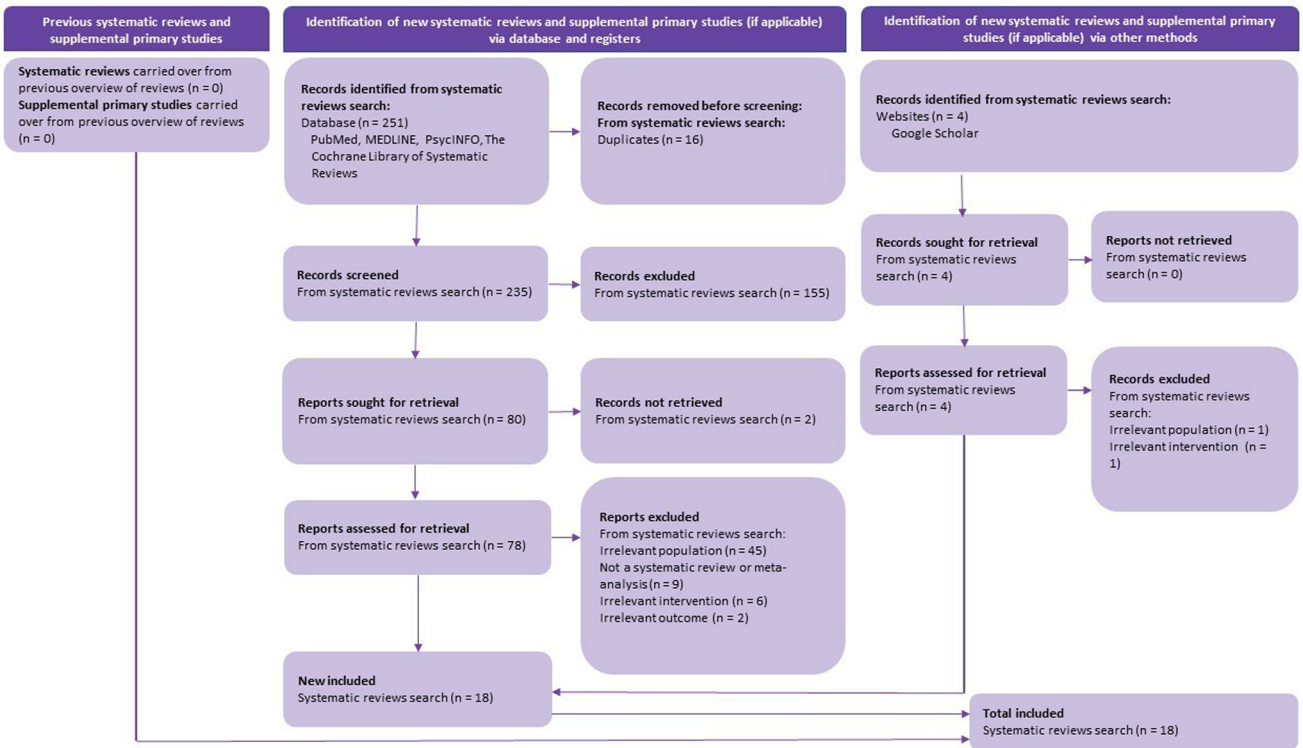 Previous systematic reviews and
supplemental primary studies
Identification of new systematic reviews and supplemental primary studies (if applicable)
via database and registers
Identification of new systematic reviews and supplemental primary
studies (if applicable) via other methods
Systematic reviews carried over from
previous overview of reviews (n = 0)
Supplemental primary studies carried
over from previous overview of reviews
(n = 0)
Records identified from systematic
reviews search:
Database (n = 251)
PubMed, MEDLINE, PsycINFO, The
Cochrane Library of Systematic
Reviews
Records removed before screening:
From systematic reviews search:
Duplicates (n = 16)
Records identified from systematic reviews search:
Websites (n = 4)
Google Scholar
Records screened
From systematic reviews search (n = 235)
Records excluded
From systematic reviews search (n = 155)
Records sought for retrieval
From systematic reviews
search (n = 4)
Reports not retrieved
From systematic reviews
search (n = 0)
Reports sought for retrieval
From systematic reviews search (n = 80)
Records not retrieved
From systematic reviews search (n = 2)
Reports assessed for retrieval
From systematic reviews
search (n = 4)
Records excluded
From systematic reviews
search:
Irrelevant population (n = 1)
Irrelevant intervention (n =
1)
Reports assessed for retrieval
From systematic reviews search (n = 78)
Reports excluded
From systematic reviews search:
Irrelevant population (n = 45)
Not a systematic review or meta-
analysis (n = 9)
Irrelevant intervention (n = 6)
Irrelevant outcome (n = 2)
New included
Systematic reviews search (n = 18)
Total included
Systematic reviews search (n = 18)